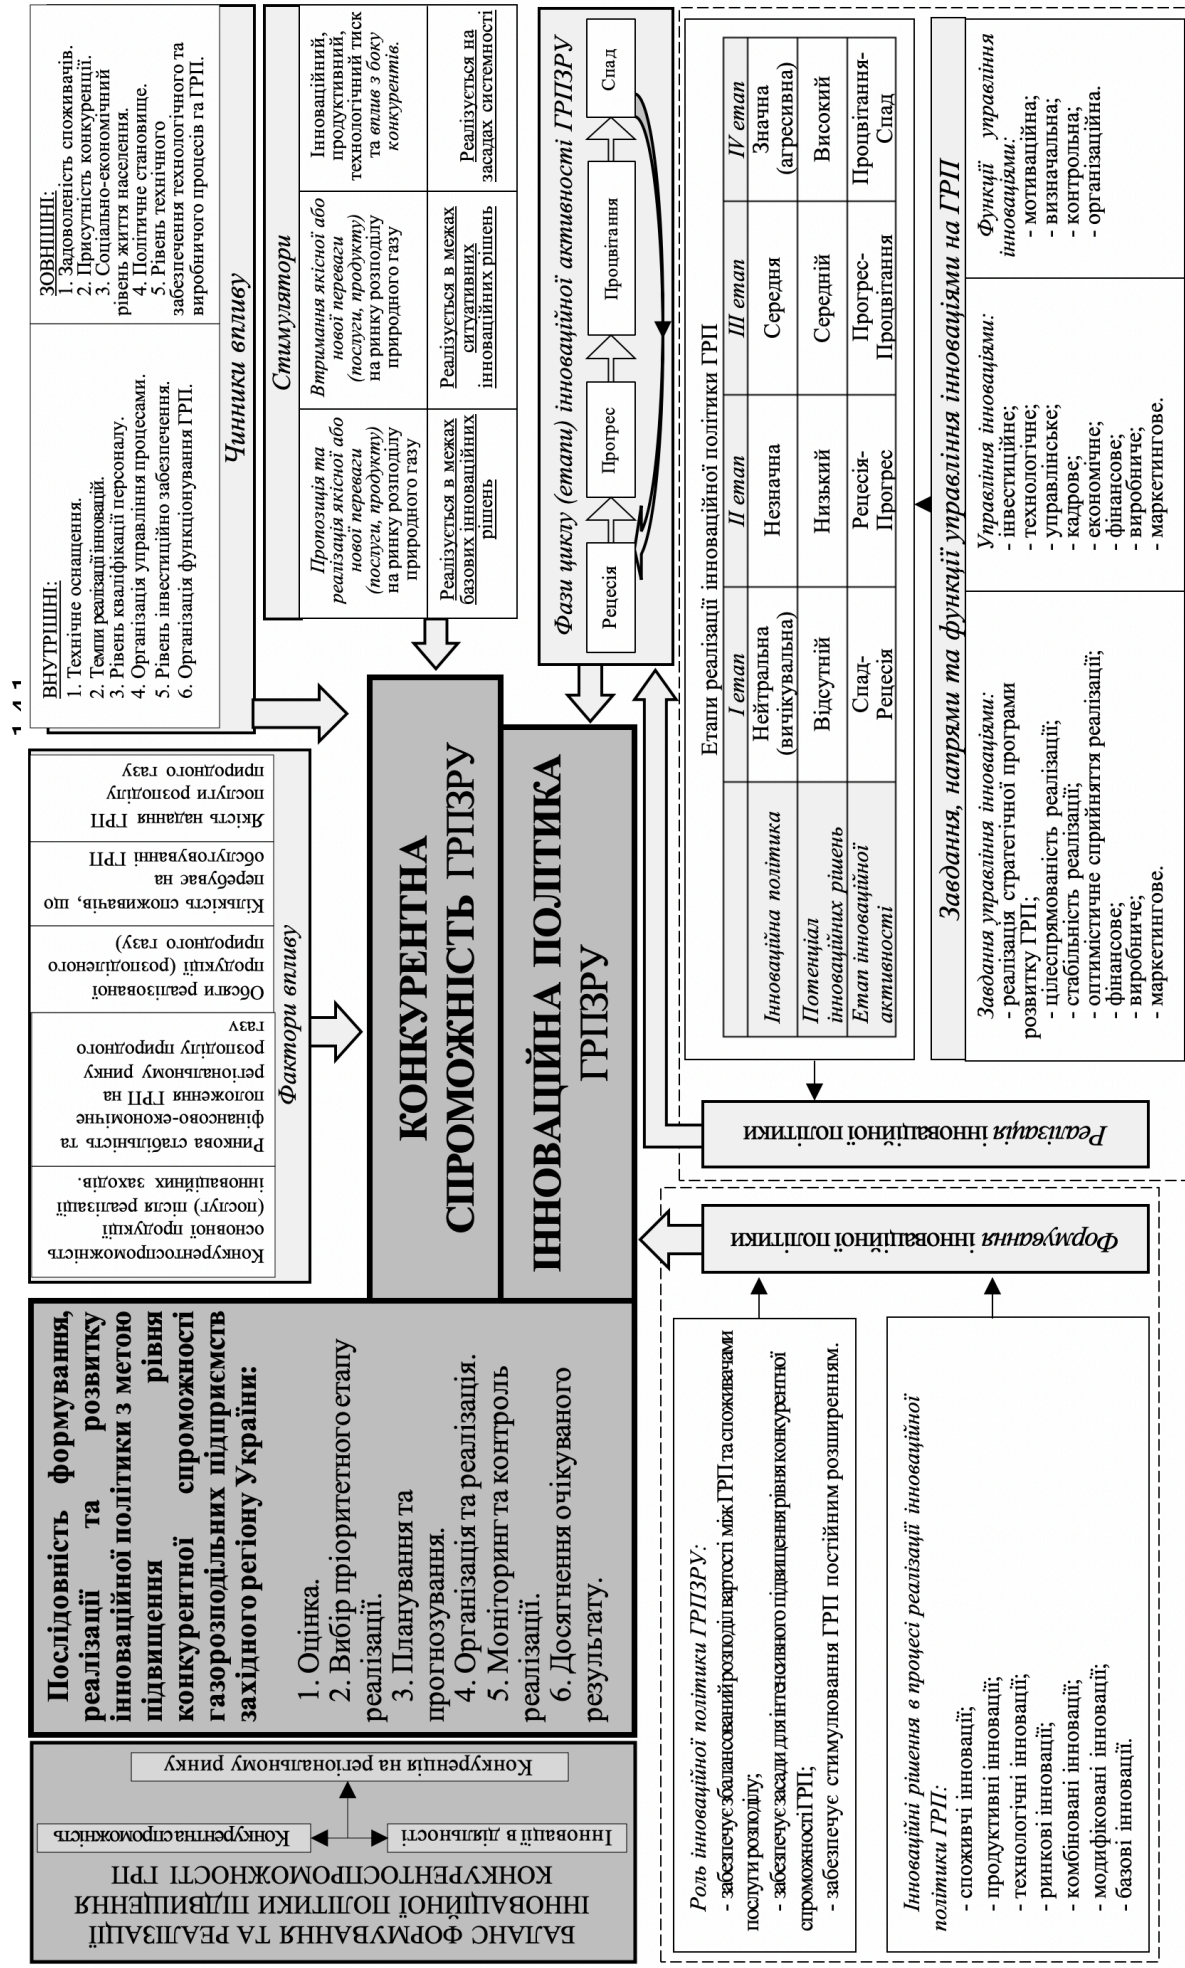 141
БАЛАНС ФОРМУВАННЯ ТА РЕАЛІЗАЦІЇ
ІННОВАЦІЙНОЇ ПОЛІТИКИ ПІДВИЩЕННЯ
КОНКУРЕНТОСПРОМОЖНОСТІ ГРП
Конкурентна спроможність
Інновації в діяльності
Конкуренція на регіональному ринку
Послідовність формування,
реалізації та розвитку
інноваційної політики з метою
підвищення рівня
конкурентної спроможності
газорозподільних підприємств
західного регіону України:
1. Оцінка.
2. Вибір пріоритетного етапу
реалізації.
3. Планування та
прогнозування.
4. Організація та реалізація.
5. Моніторинг та контроль
реалізації.
6. Досягнення очікуваного
результату.
Конкурентоспроможність
основної продукції
(послуг) після реалізації
інноваційних заходів.
Ринкова стабільність та
фінансово-економічне
положення ГРП на
регіональному ринку
розподілу природного
газу
Обсяги реалізованої
продукції (розподіленого
природного газу)
Кількість споживачів, що
перебуває на
обслуговуванні ГРП
Якість надання ГРП
послуги розподілу
природного газу
Фактори впливу
ВНУТРІШНІ:
1. Технічне оснащення.
2. Темпи реалізації інновацій.
3. Рівень кваліфікації персоналу.
4. Організація управління процесами.
5. Рівень інвестиційно забезпечення.
6. Організація функціонування ГРП.
ЗОВНІШНІ:
1. Задоволеність споживачів.
2. Присутність конкуренції.
3. Соціально-економічний
рівень життя населення.
4. Політичне становище.
5. Рівень технічного
забезпечення технологічного та
виробничого процесів га ГРП.
Чинники впливу
КОНКУРЕНТНА
СПРОМОЖНІСТЬ ГРПЗРУ
ІННОВАЦІЙНА ПОЛІТИКА
ГРПЗРУ
Стимулятори
Пропозиція та
реалізація якісної або
нової переваги
(послуги, продукту)
на ринку розподілу
природного газу
Втримання якісної або
нової переваги
(послуги, продукту)
на ринку розподілу
природного газу
Інноваційний,
продуктивний,
технологічний тиск
та вплив з боку
конкурентів.
Реалізується в межах
базових інноваційних
рішень
Реалізується в межах
ситуативних
інноваційних рішень
Реалізується на
засадах системності
Фази циклу (етапи) інноваційної активності ГРПЗРУ
Рецесія
Прогрес
Процвітання
Спад
Роль інноваційної політики ГРПЗРУ:
- забезпечує збалансований розподіл вартості між ГРП та споживачами
послуги розподілу;
- забезпечує засади для інтенсивного підвищення рівня конкурентної
спроможності ГРП;
- забезпечує стимулювання ГРП постійним розширенням.
Інноваційні рішення в процесі реалізації інноваційної
політики ГРП:
- споживчі інновації;
- продуктивні інновації;
- технологічні інновації;
- ринкові інновації;
- комбіновані інновації;
- модифіковані інновації;
- базові інновації.
Формування інноваційної політики
Реалізація інноваційної політики
Етапи реалізації інноваційної політики ГРП
I етап
II етап
III етап
IV етап
Інноваційна політика
Нейтральна
(вичікувальна)
Незначна
Середня
Значна
(агресивна)
Потенціал
інноваційних рішень
Відсутній
Низький
Середній
Високий
Етап інноваційної
активності
Спад-
Рецесія
Рецесія-
Прогрес
Прогрес-
Процвітання
Процвітання-
Спад
Завдання, напрями та функції управління інноваціями на ГРП
Завдання управління інноваціями:
- реалізація стратегічної програми
розвитку ГРП;
- цілеспрямованість реалізації;
- стабільність реалізації;
- оптимістичне сприйняття реалізації;
- фінансове;
- виробниче;
- маркетингове.
Управління інноваціями:
- інвестиційне;
- технологічне;
- управлінське;
- кадрове;
- економічне;
- фінансове;
- виробниче;
- маркетингове.
Функції управління
інноваціями:
- мотиваційна;
- визначальна;
- контрольна;
- організаційна.